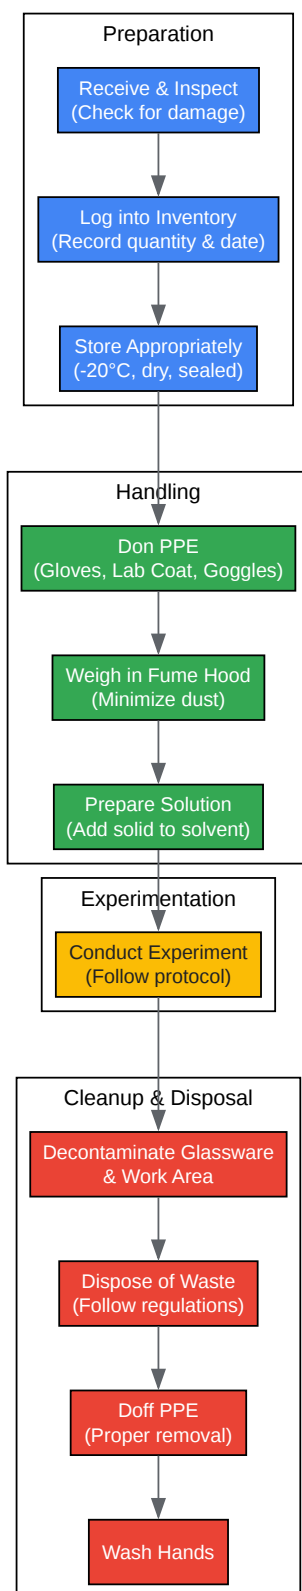 Preparation
Receive & Inspect
(Check for damage)
Log into Inventory
(Record quantity & date)
Store Appropriately
(-20°C, dry, sealed)
Handling
Don PPE
(Gloves, Lab Coat, Goggles)
Weigh in Fume Hood
(Minimize dust)
Prepare Solution
(Add solid to solvent)
Experimentation
Conduct Experiment
(Follow protocol)
Cleanup & Disposal
Decontaminate Glassware
& Work Area
Dispose of Waste
(Follow regulations)
Doff PPE
(Proper removal)
Wash Hands